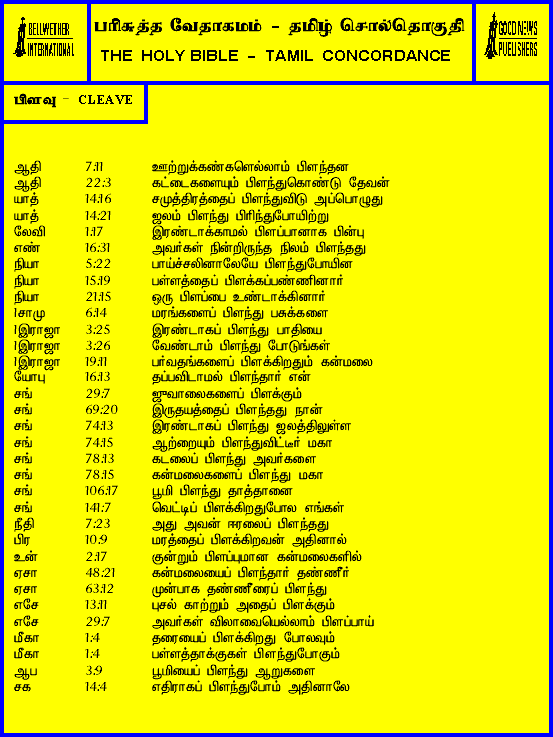 BELLWETHER
INTERNATIONAL
பரிசுத்த வேதாகமம் - தமிழ் சொல்தொகுதி
THE HOLY BIBLE - TAMIL CONCORDANCE
GOOD NEWS
PUBLISHERS
பிளவு - CLEAVE
ஆதி 7:11 ஊற்றுக்கண்களெல்லாம் பிளந்தன
ஆதி 22:3 கட்டைகளையும் பிளந்துகொண்டு தேவன்
யாத் 14:16 சமுத்திரத்தைப் பிளந்துவிடு அப்பொழுது
யாத் 14:21 ஜலம் பிளந்து பிரிந்துபோயிற்று
லேவி 1:17 இரண்டாக்காமல் பிளப்பானாக பின்பு
எண் 16:31 அவர்கள் நின்றிருந்த நிலம் பிளந்தது
நியா 5:22 பாய்ச்சலினாலேயே பிளந்துபோயின
நியா 15:19 பள்ளத்தைப் பிளக்கப்பண்ணினார்
நியா 21:15 ஒரு பிளப்பை உண்டாக்கினார்
1சாமு 6:14 மரங்களைப் பிளந்து பசுக்களை
1இராஜா 3:25 இரண்டாகப் பிளந்து பாதியை
1இராஜா 3:26 வேண்டாம் பிளந்து போடுங்கள்
1இராஜா 19:11 பர்வதங்களைப் பிளக்கிறதும் கன்மலை
யோபு 16:13 தப்பவிடாமல் பிளந்தார் என்
சங் 29:7 ஜுவாலைகளைப் பிளக்கும்
சங் 69:20 இருதயத்தைப் பிளந்தது நான்
சங் 74:13 இரண்டாகப் பிளந்து ஜலத்திலுள்ள
சங் 74:15 ஆற்றையும் பிளந்துவிட்டீர் மகா
சங் 78:13 கடலைப் பிளந்து அவர்களை
சங் 78:15 கன்மலைகளைப் பிளந்து மகா
சங் 106:17 பூமி பிளந்து தாத்தானை
சங் 141:7 வெட்டிப் பிளக்கிறதுபோல எங்கள்
நீதி 7:23 அது அவன் ஈரலைப் பிளந்தது
பிர 10:9 மரத்தைப் பிளக்கிறவன் அதினால்
உன் 2:17 குன்றும் பிளப்புமான கன்மலைகளில்
ஏசா 48:21 கன்மலையைப் பிளந்தார் தண்ணீர்
ஏசா 63:12 முன்பாக தண்ணீரைப் பிளந்து
எசே 13:11 புசல் காற்றும் அதைப் பிளக்கும்
எசே 29:7 அவர்கள் விலாவையெல்லாம் பிளப்பாய்
மீகா 1:4 தரையைப் பிளக்கிறது போலவும்
மீகா 1:4 பள்ளத்தாக்குகள் பிளந்துபோகும்
ஆப 3:9 பூமியைப் பிளந்து ஆறுகளை
சக 14:4 எதிராகப் பிளந்துபோம் அதினாலே